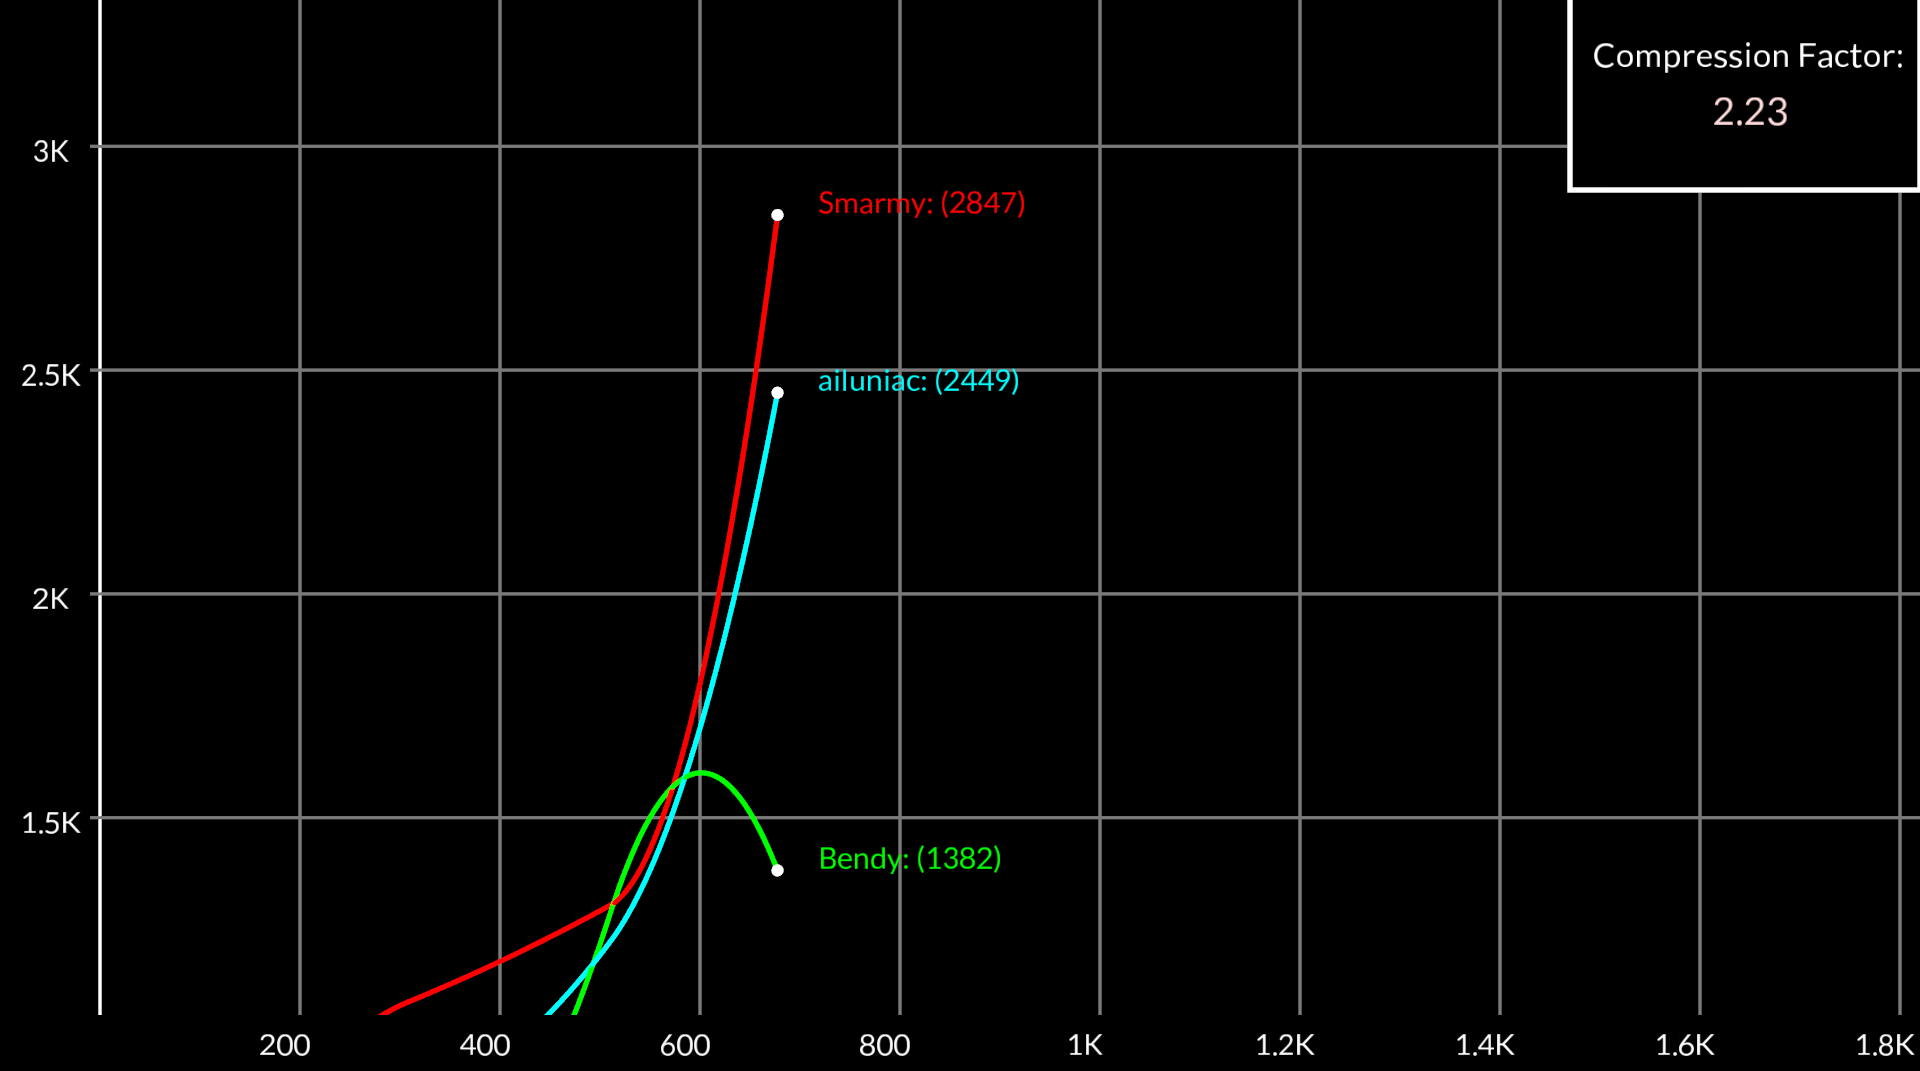 Compression Factor:
2.23
3K
Smarmy: (2847)
2.5K
ailuniac: (2449)
2K
1.5K
Bendy: (1382)
200
400
600
800
1K
1.2K
1.4K
1.6K
1.8K